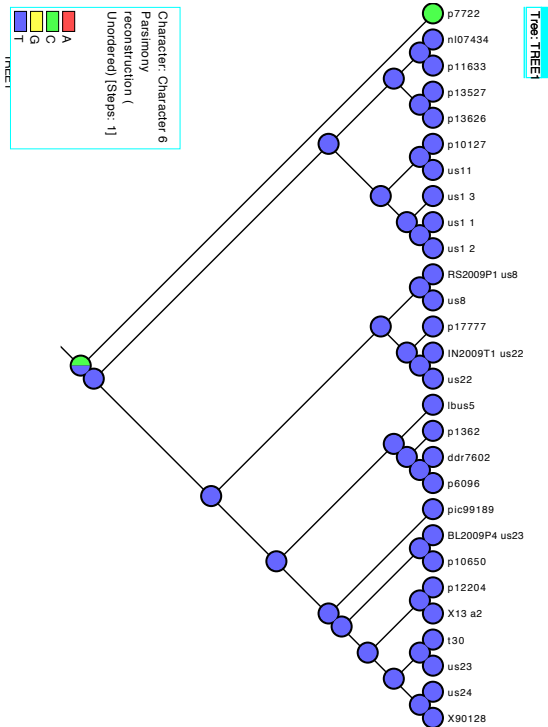 Tree: TREE1
p7722
nl07434
p11633
p13527
p13626
p10127
us11
us1 3
us1 1
us1 2
RS2009P1 us8
us8
p17777
IN2009T1 us22
us22
lbus5
p1362
ddr7602
p6096
pic99189
BL2009P4 us23
p10650
p12204
X13 a2
t30
us23
us24
X90128
Character: Character 6
Parsimony
reconstruction (
Unordered) [Steps: 1]
A
C
G
T